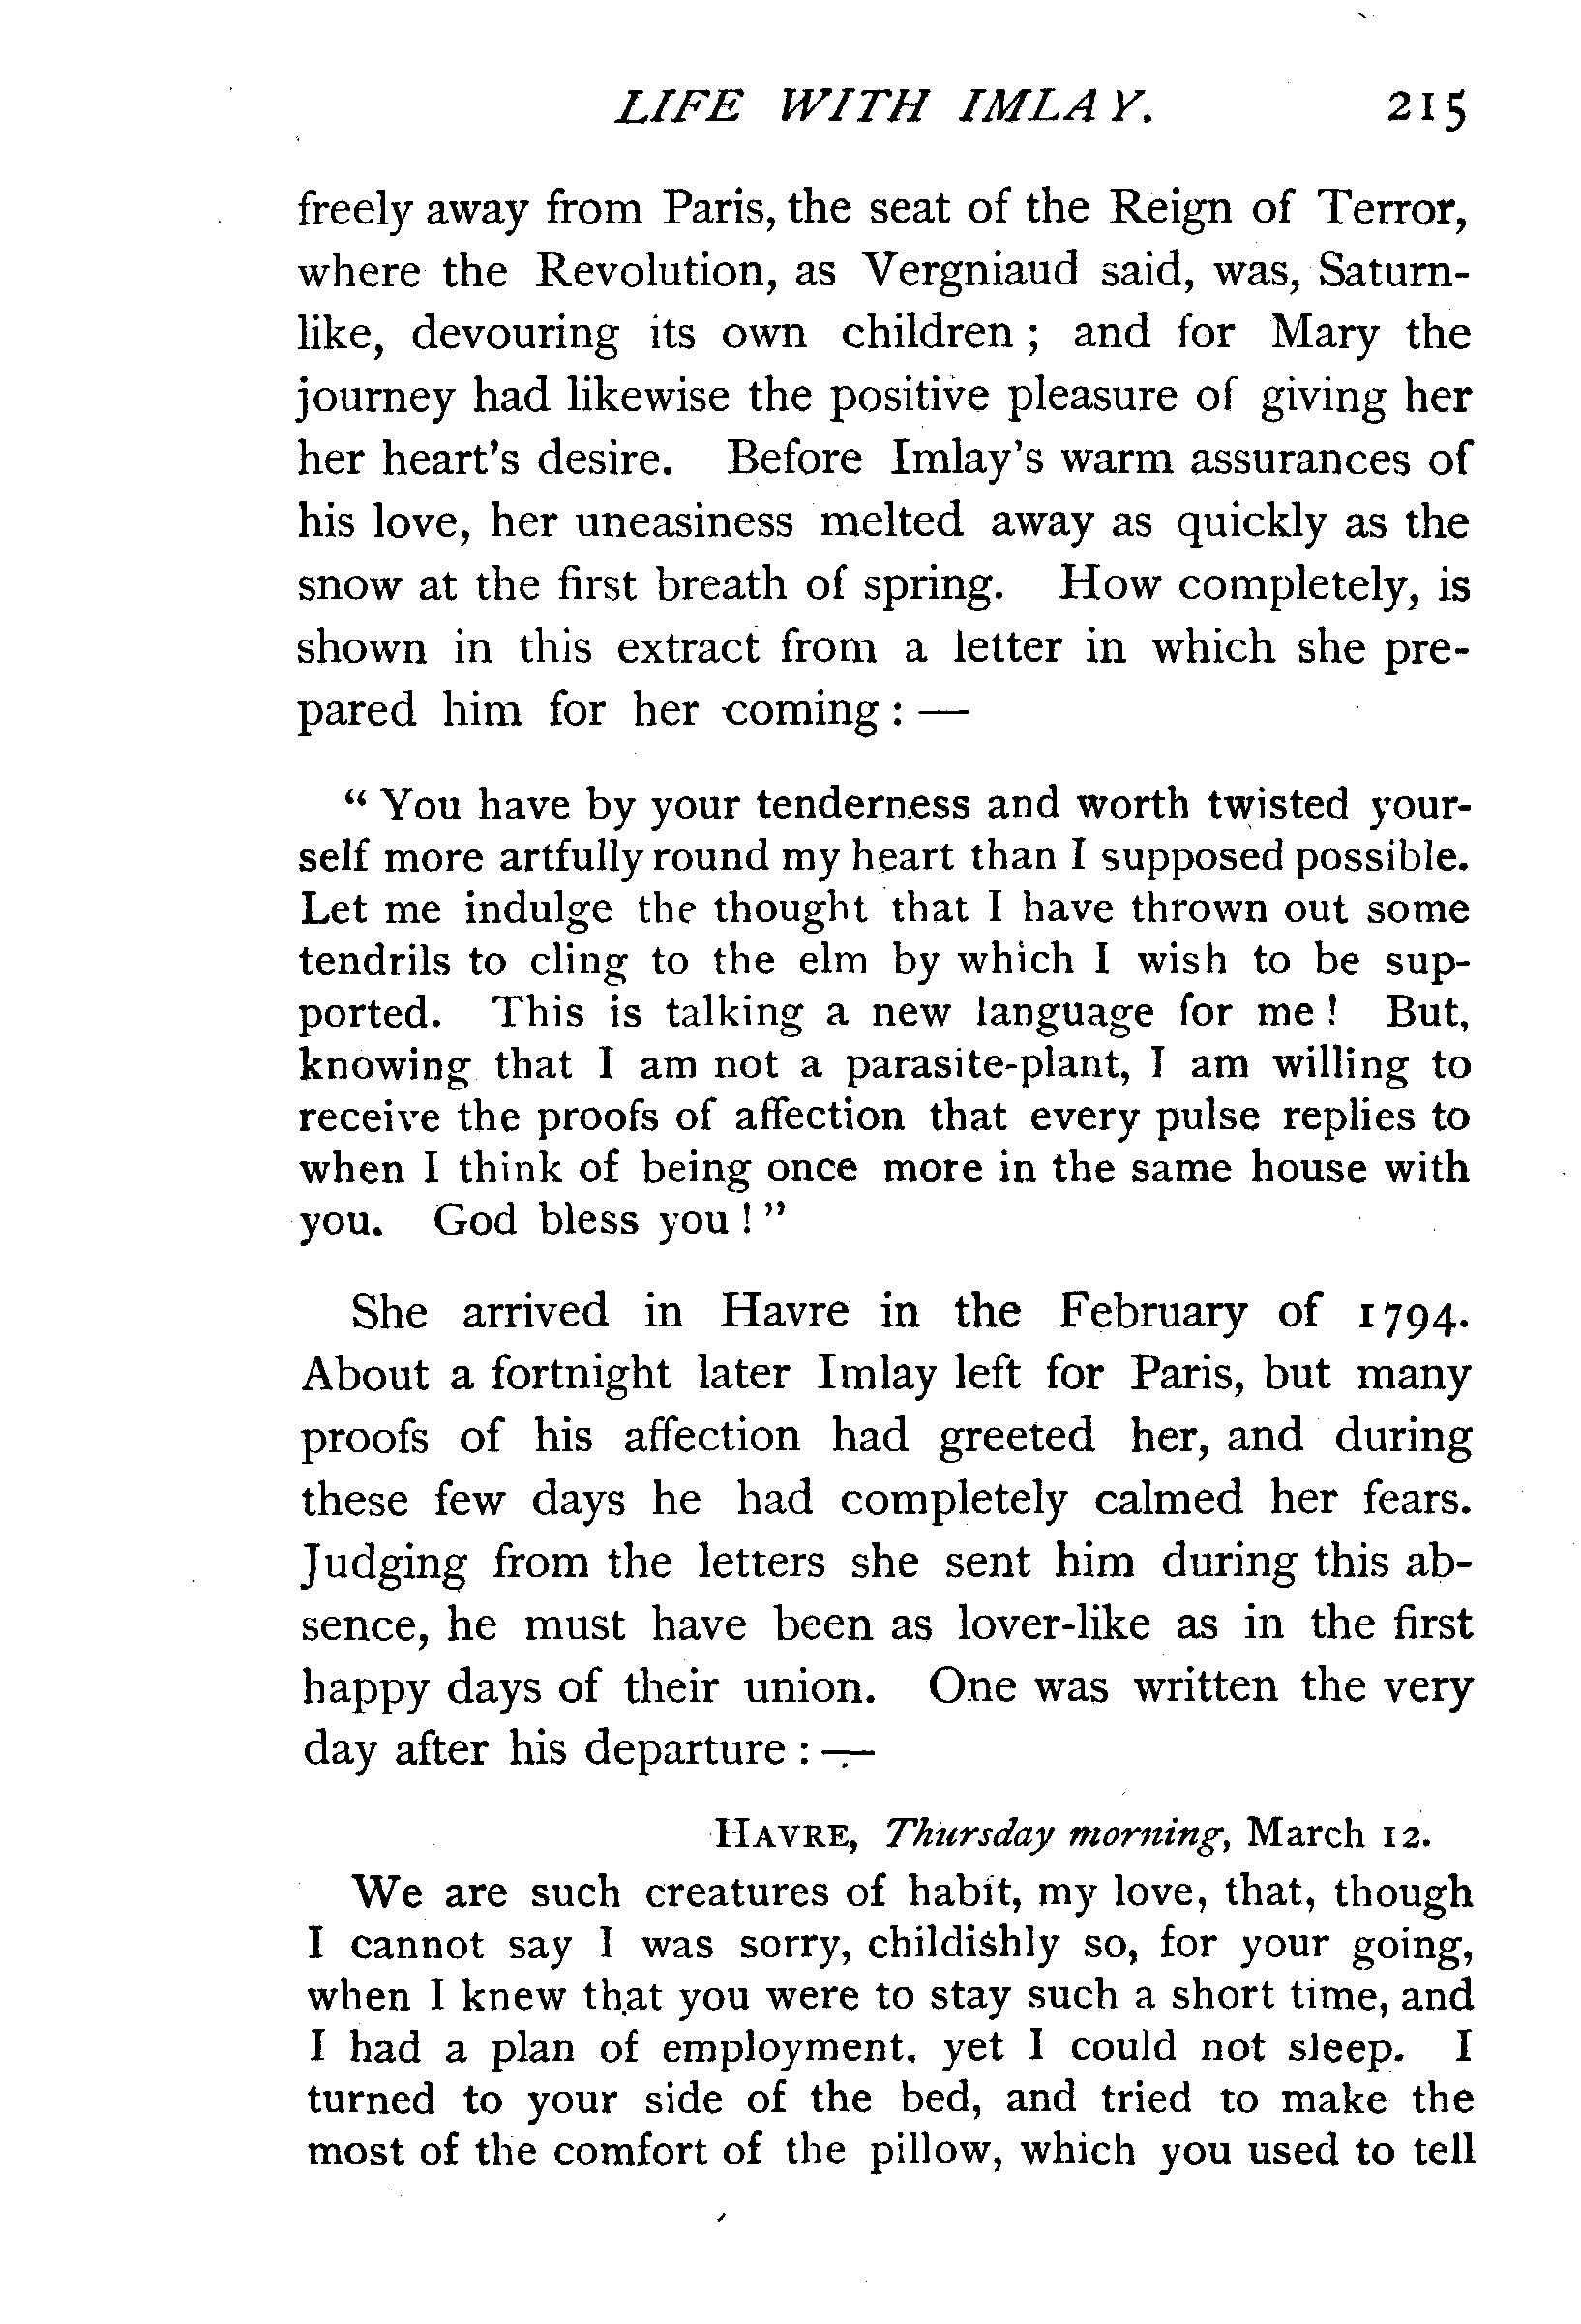 LIFE WITH IMLAY. 215
freely away from Paris, the seat of the Reign of Terror,
where the Revolution, as Vergniaud said, was, Saturn-
like, devouring its own children ; and for Mary the
journey had likewise the positive pleasure of giving her
her heart's desire. Before Imlay's warm assurances of
his love, her uneasiness melted away as quickly as the
snow at the first breath of spring. How completely, is
shown in this extract from a letter in which she pre-
pared him for her coming : —
“ You have by your tenderness and worth twisted your-
self more artfully round my heart than I supposed possible.
Let me indulge the thought that I have thrown out some
tendrils to cling to the elm by which I wish to be sup-
ported. This is talking a new language for me ! But,
knowing that I am not a parasite-plant, I am willing to
receive the proofs of affection that every pulse replies to
when I think of being once more in the same house with
you. God bless you ! ”
She arrived in Havre in the February of 1794.
About a fortnight later Imlay left for Paris, but many
proofs of his affection had greeted her, and during
these few days he had completely calmed her fears.
Judging from the letters she sent him during this ab-
sence, he must have been as lover-like as in the first
happy days of their union. One was written the very
day after his departure : —
HAVRE, Thursday morning, March 12.
We are such creatures of habit, my love, that, though
I cannot say I was sorry, childishly so, for your going,
when I knew that you were to stay such a short time, and
I had a plan of employment, yet I could not sleep. I
turned to your side of the bed, and tried to make the
most of the comfort of the pillow, which you used to tell